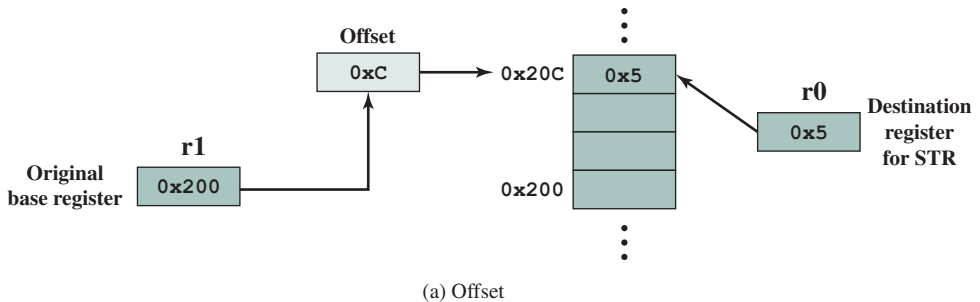 Offset
0xC
0x20C
0x5
r0
0x5
Destination
register
for STR
r1
Original
base register
0x200
0x200
(a) Offset